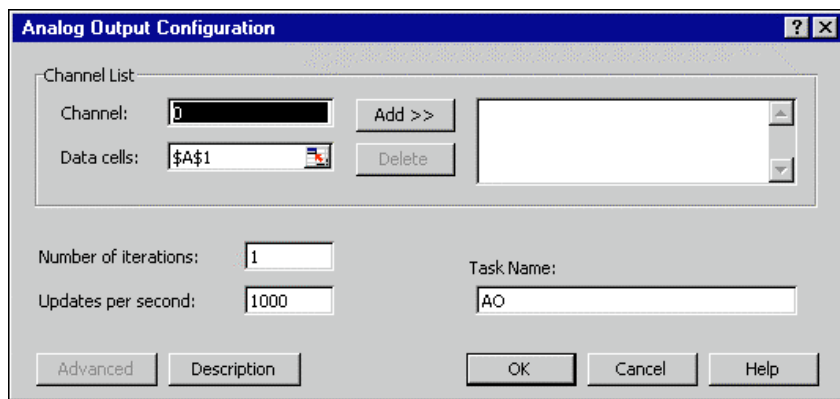 Analog Output Configuration
Channel List
Channel: 0 Add >>
Data cells: $A$1 Delete
Number of iterations: 1
Task Name:
Updates per second: 1000 AO
Advanced Description OK Cancel Help